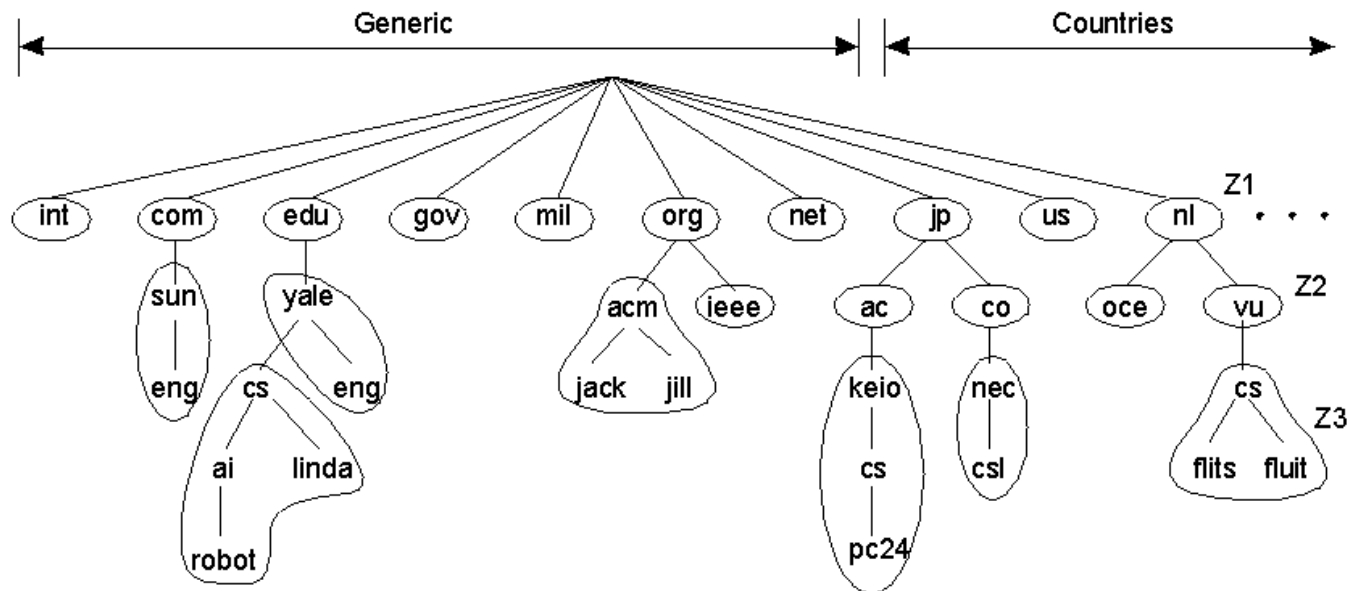 Generic Countries
int com edu gov mil org net jp us nl Z1 . . .
sun yale acm ieee ac co oce vu Z2
eng cs eng jack jill keio nec cs Z3
ai linda cs csl flits fluit
robot pc24